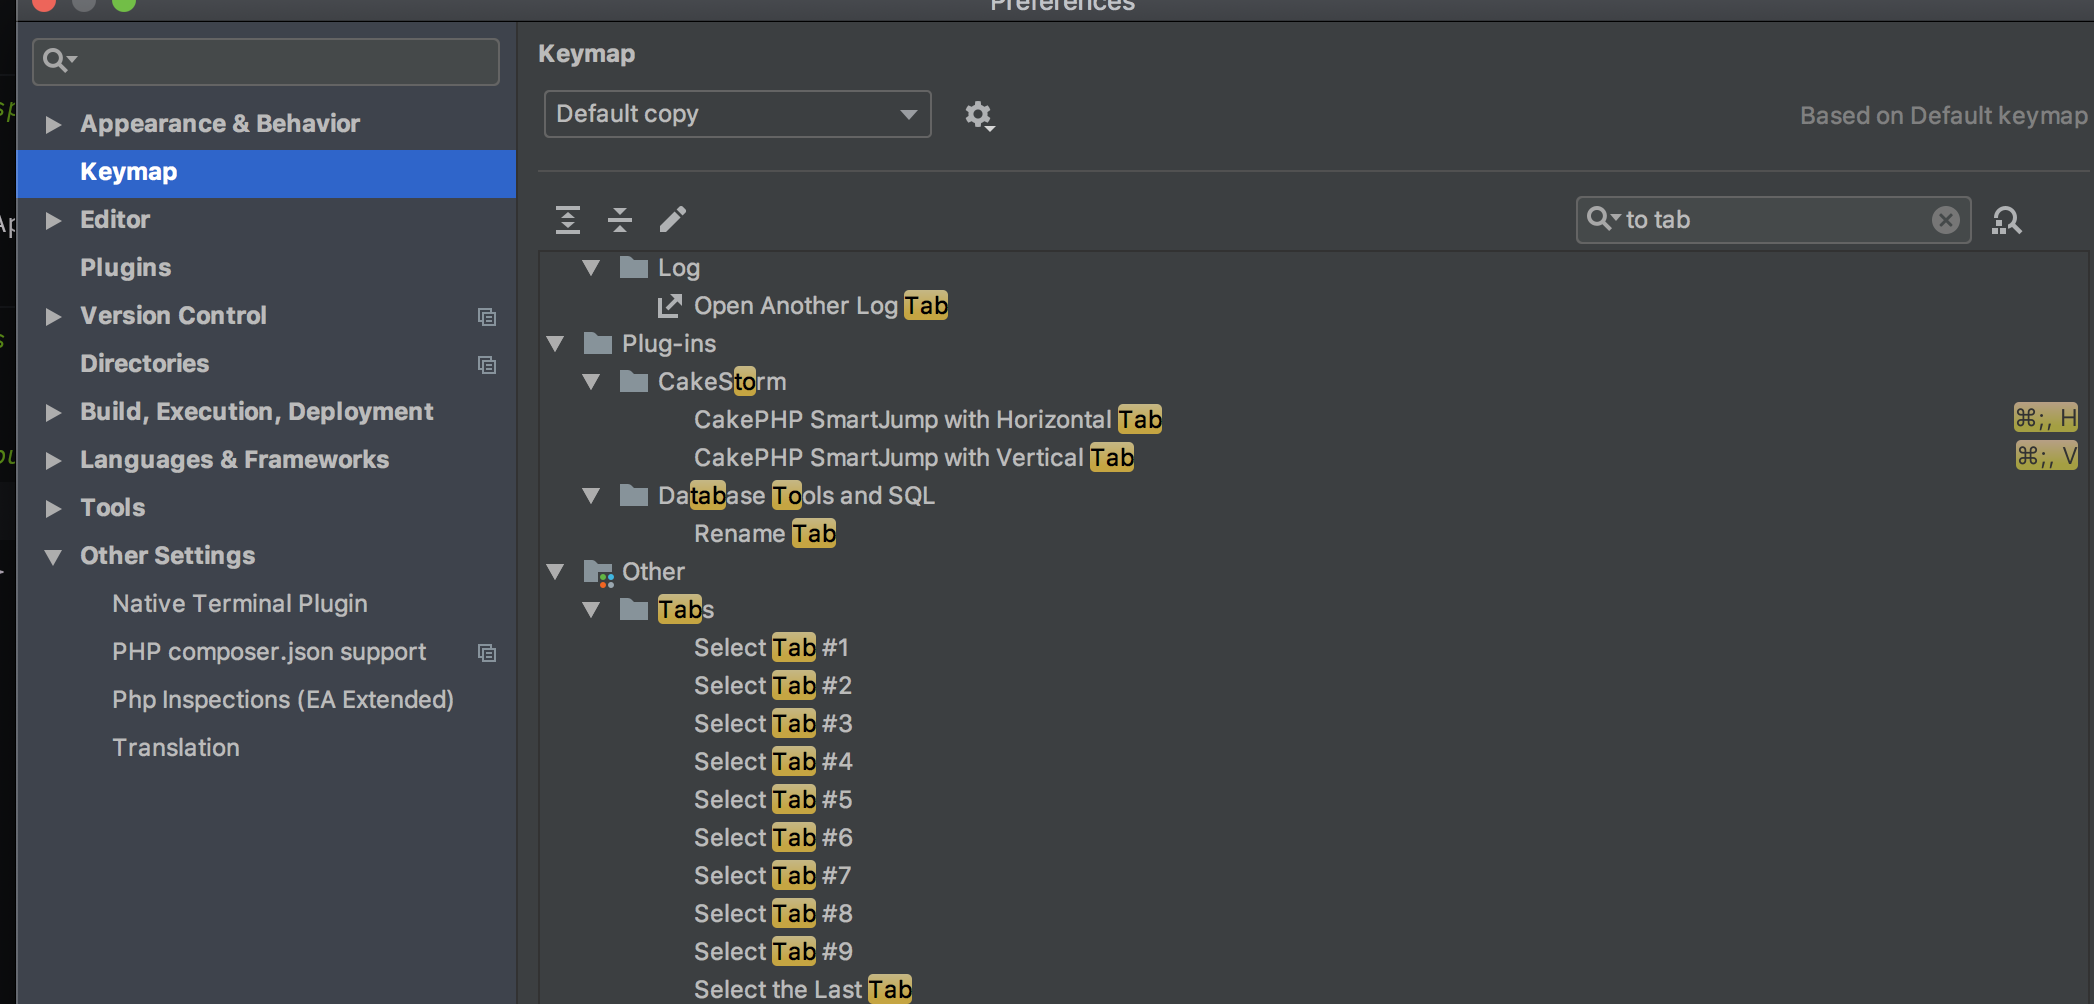 Preferences
Keymap
Default copy
Based on Default keymap
Appearance & Behavior
Keymap
Editor
Plugins
Version Control
Directories
Build, Execution, Deployment
Languages & Frameworks
Tools
Other Settings
Native Terminal Plugin
PHP composer.json support
Php Inspections (EA Extended)
Translation
to tab
Log
Open Another Log Tab
Plug-ins
CakeStorm
CakePHP SmartJump with Horizontal Tab ⌘;, H
CakePHP SmartJump with Vertical Tab ⌘;, V
Database Tools and SQL
Rename Tab
Other
Tabs
Select Tab #1
Select Tab #2
Select Tab #3
Select Tab #4
Select Tab #5
Select Tab #6
Select Tab #7
Select Tab #8
Select Tab #9
Select the Last Tab